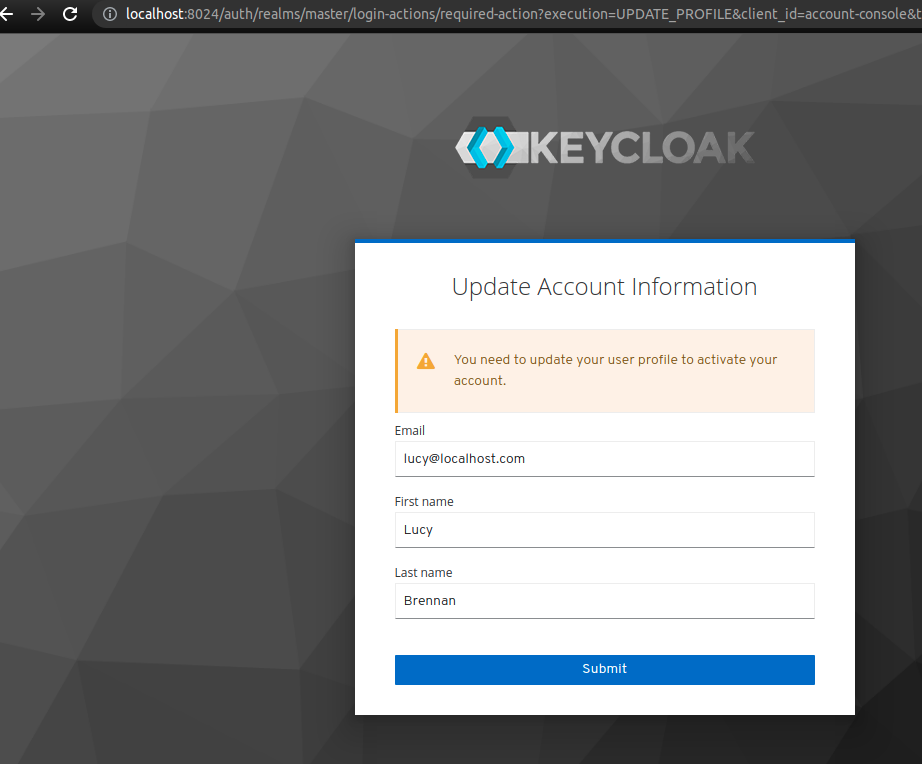 localhost:8024/auth/realms/master/login-actions/required-action?execution=UPDATE_PROFILE&client_id=account-console&t
KEYCLOAK
Update Account Information
You need to update your user profile to activate your
account.
Email
lucy@localhost.com
First name
Lucy
Last name
Brennan
Submit